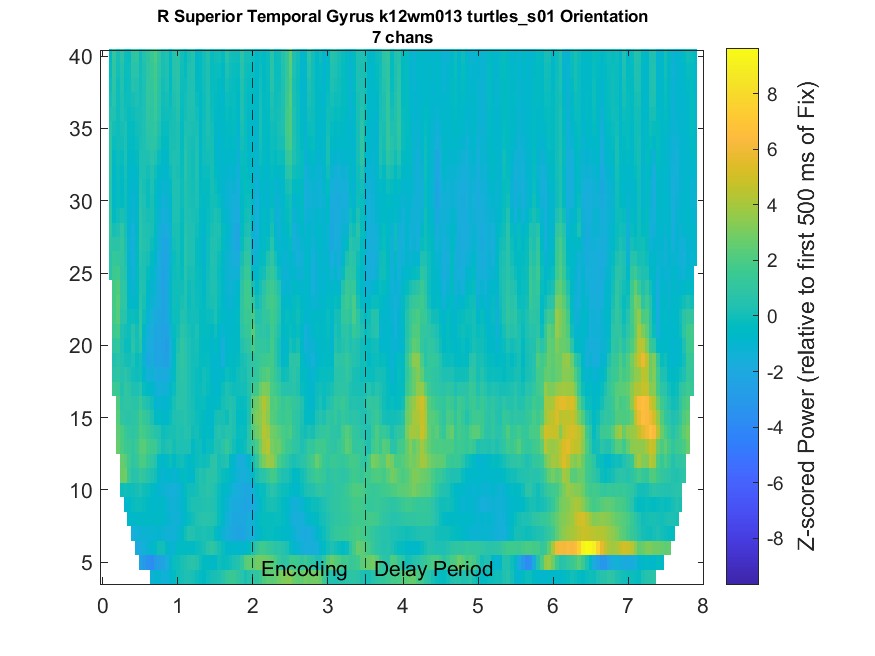 R Superior Temporal Gyrus k12wm013 turtles_s01 Orientation
7 chans
40
35
30
25
20
15
10
5
Encoding
Delay Period
0 1 2 3 4 5 6 7 8
8
6
4
2
0
-2
-4
-6
-8
Z-scored Power (relative to first 500 ms of Fix)